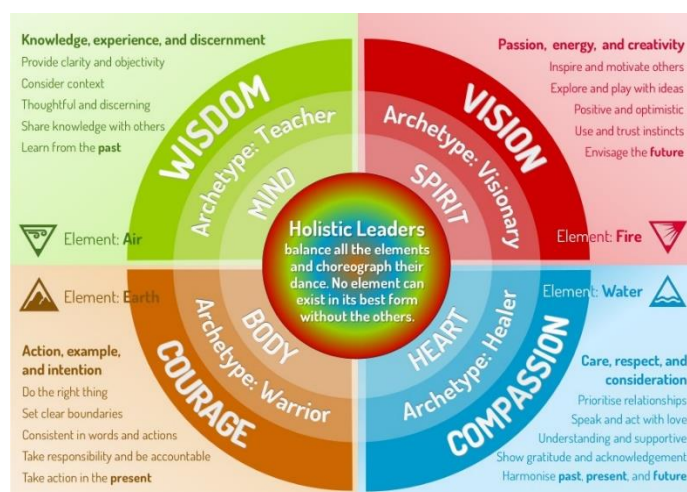 Knowledge, experience, and discernment
Provide clarity and objectivity
Consider context
Thoughtful and discerning
Share knowledge with others
Learn from the past
Element: Air
WISDOM
Archetype: Teacher
MIND
Passion, energy, and creativity
Inspire and motivate others
Explore and play with ideas
Positive and optimistic
Use and trust instincts
Envisage the future
Element: Fire
VISION
Archetype: Visionary
SPIRIT
Holistic Leaders
balance all the elements
and choreograph their
dance. No element can
exist in its best form
without the others.
Element: Earth
BODY
Archetype: Warrior
COURAGE
Action, example,
and intention
Do the right thing
Set clear boundaries
Consistent in words and actions
Take responsibility and be accountable
Take action in the present
Element: Water
HEART
Archetype: Healer
COMPASSION
Care, respect, and
consideration
Prioritise relationships
Speak and act with love
Understanding and supportive
Show gratitude and acknowledgement
Harmonise past, present, and future